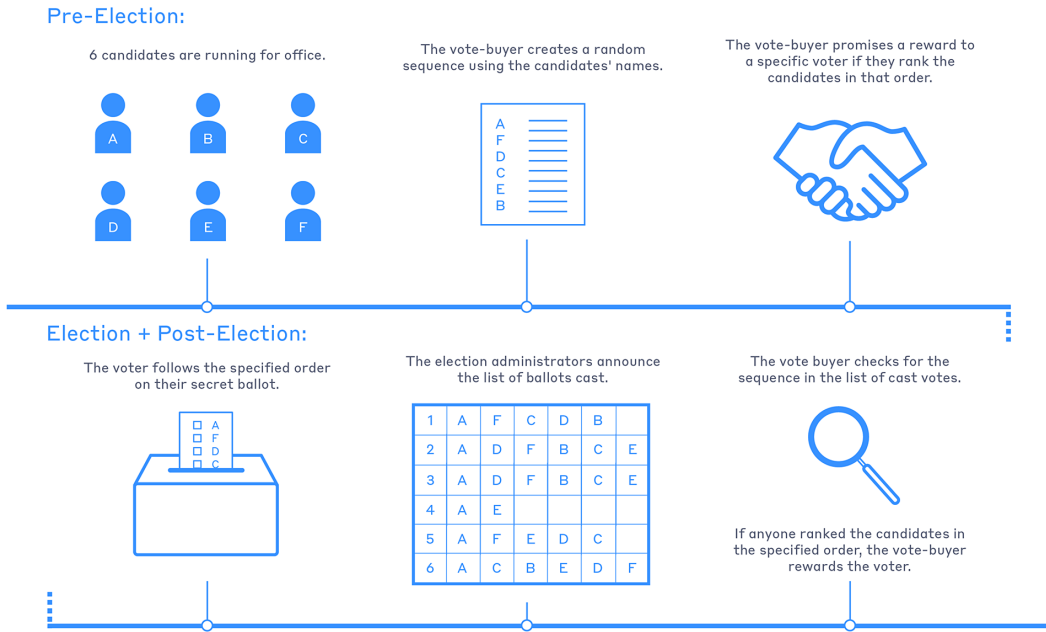 Pre-Election:
6 candidates are running for office.
A B C
D E F
The vote-buyer creates a random
sequence using the candidates' names.
A
F
D
C
E
B
The vote-buyer promises a reward to
a specific voter if they rank the
candidates in that order.
Election + Post-Election:
The voter follows the specified order
on their secret ballot.
A
F
D
C
The election administrators announce
the list of ballots cast.
1 A F C D B
2 A D F B C E
3 A D F B C E
4 A E
5 A F E D C
6 A C B E D F
The vote buyer checks for the
sequence in the list of cast votes.
If anyone ranked the candidates in
the specified order, the vote-buyer
rewards the voter.